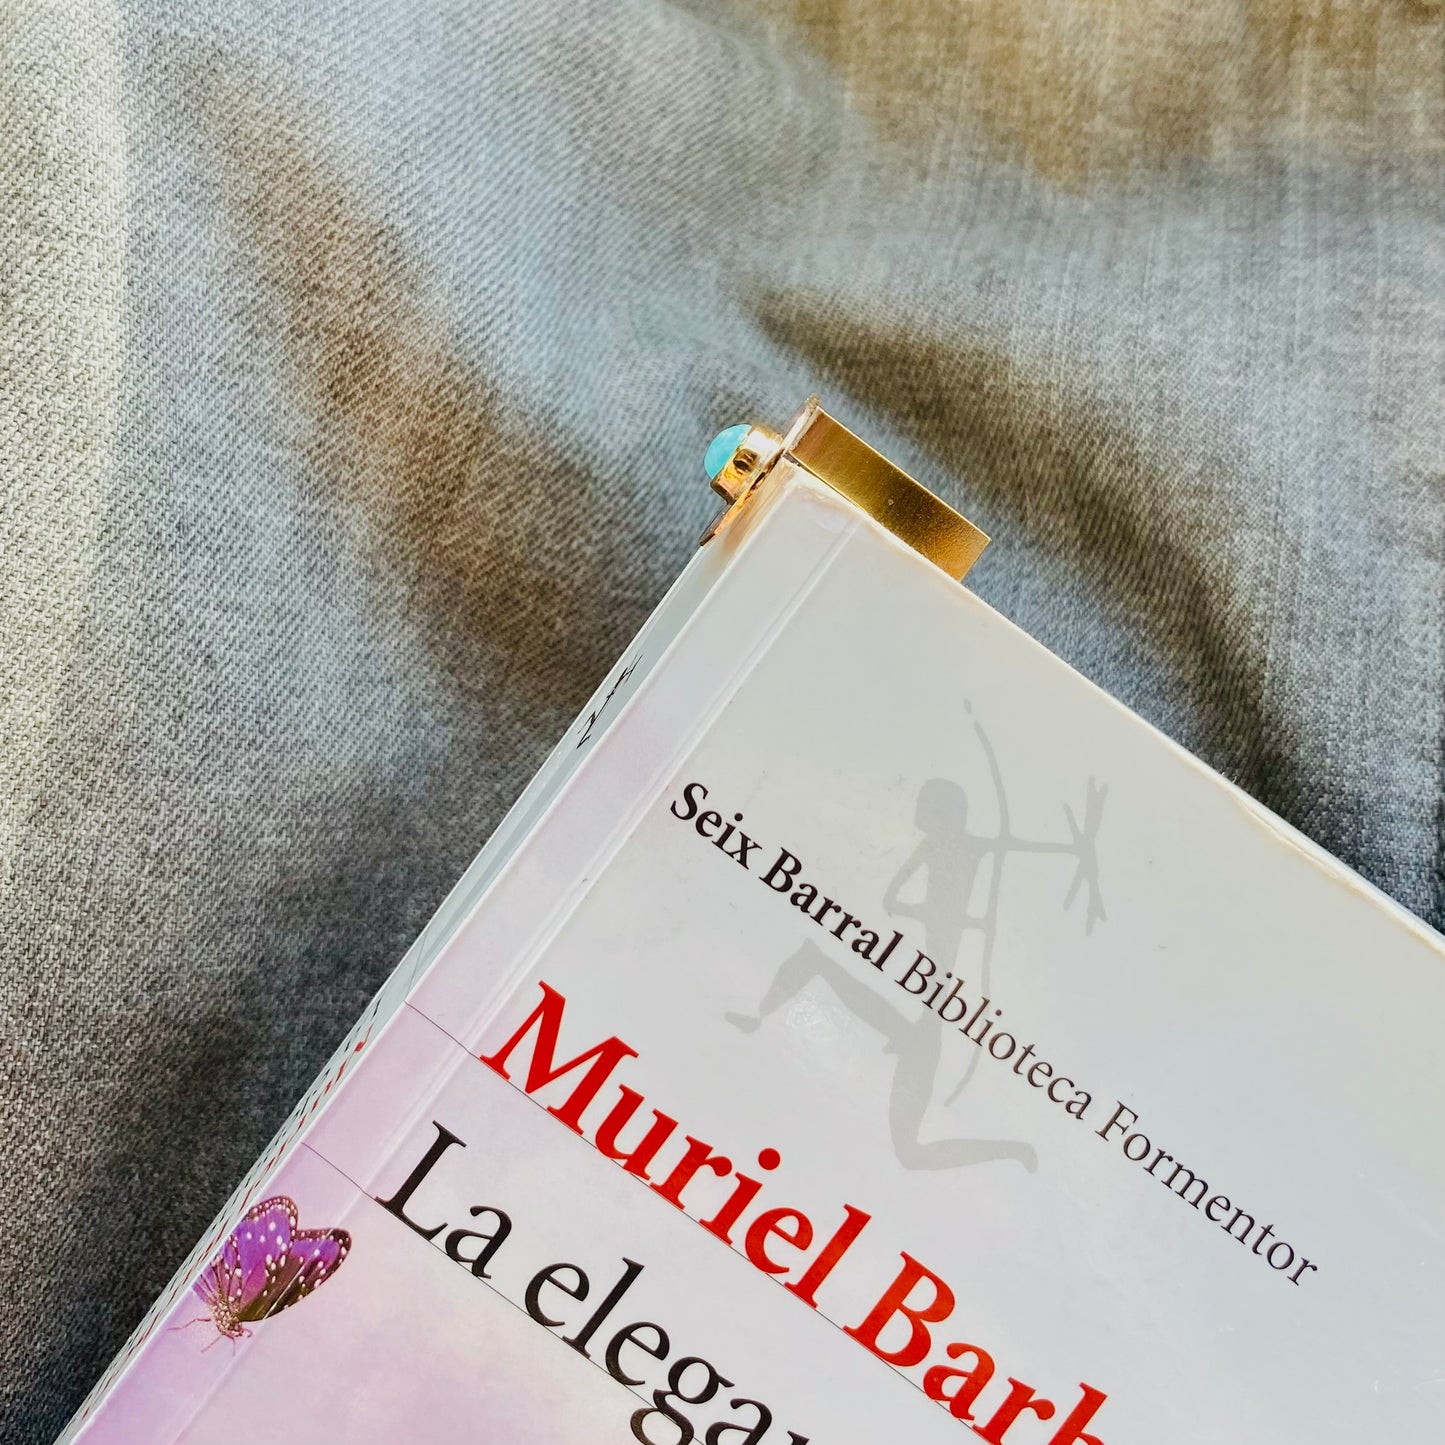 Seix Barral Biblioteca Formentor
Muriel Barb
La elega